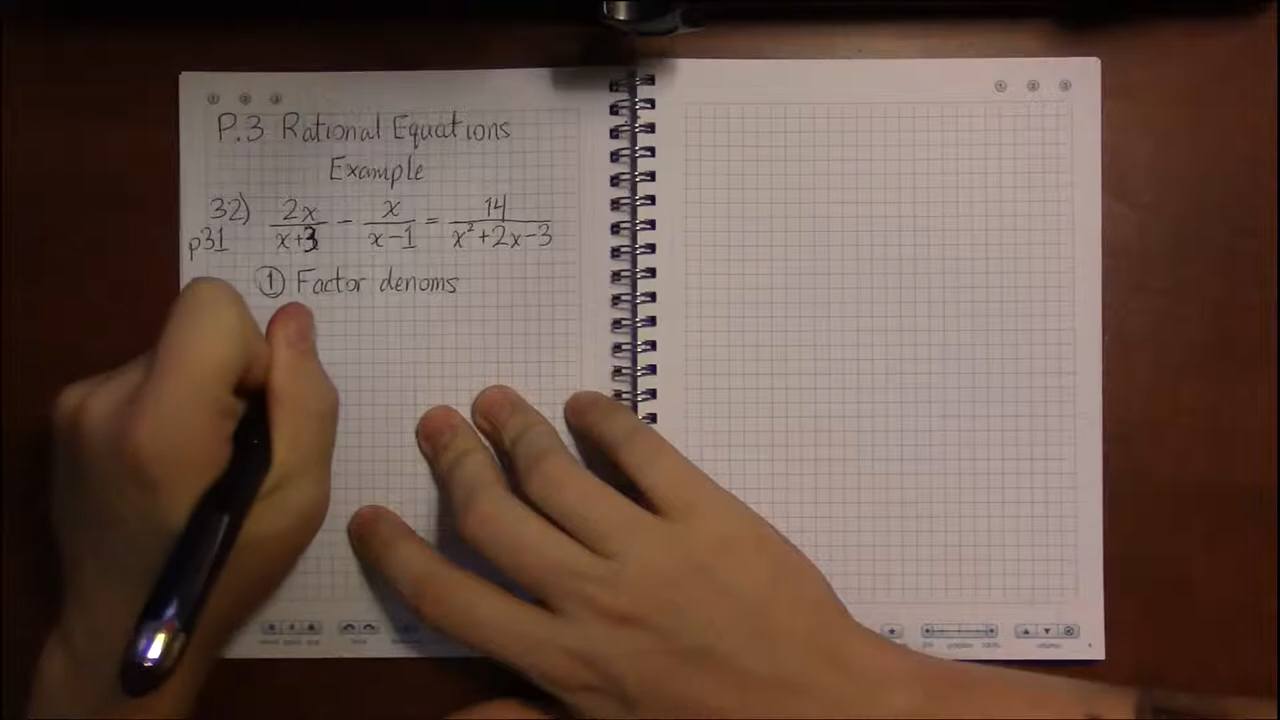 P.3 Rational Equations
Example
32) 2x/(x+3) - x/(x-1) = 14/(x²+2x-3)
p31
① Factor denoms